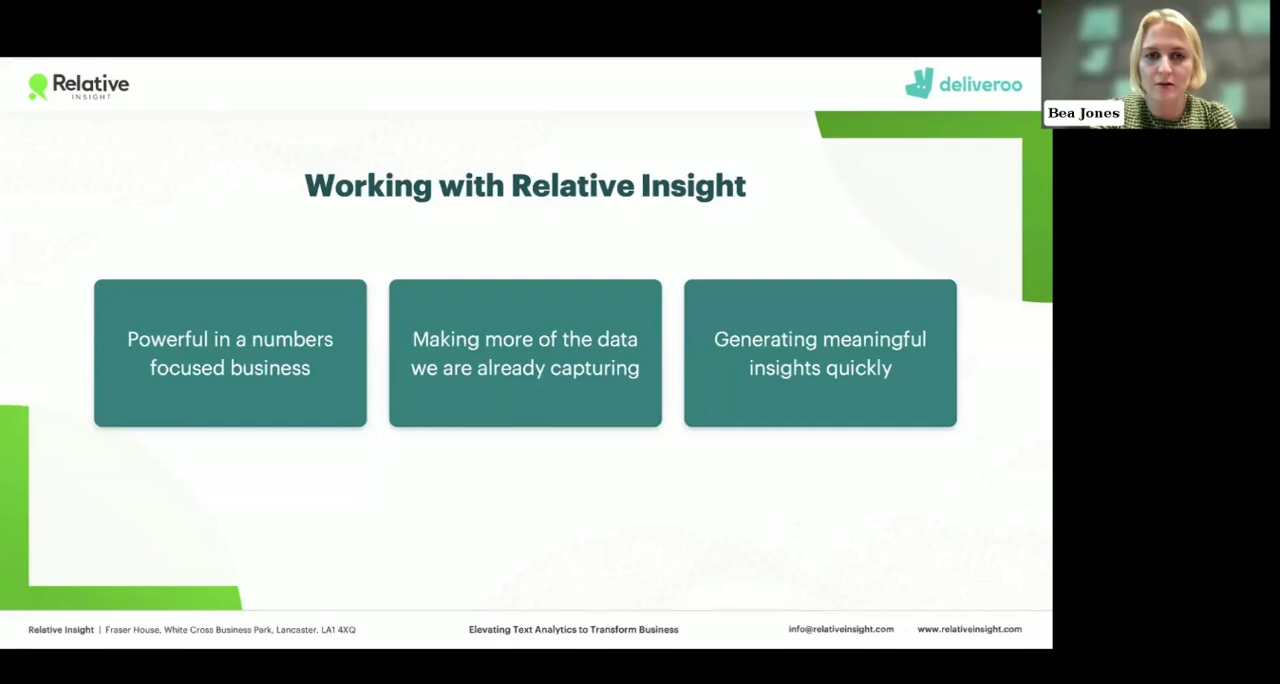 Relative
INSIGHT
deliveroo
Bea Jones
Working with Relative Insight
Powerful in a numbers
focused business
Making more of the data
we are already capturing
Generating meaningful
insights quickly
Relative Insight | Fraser House, White Cross Business Park, Lancaster. LA1 4XQ
Elevating Text Analytics to Transform Business
info@relativeinsight.com
www.relativeinsight.com